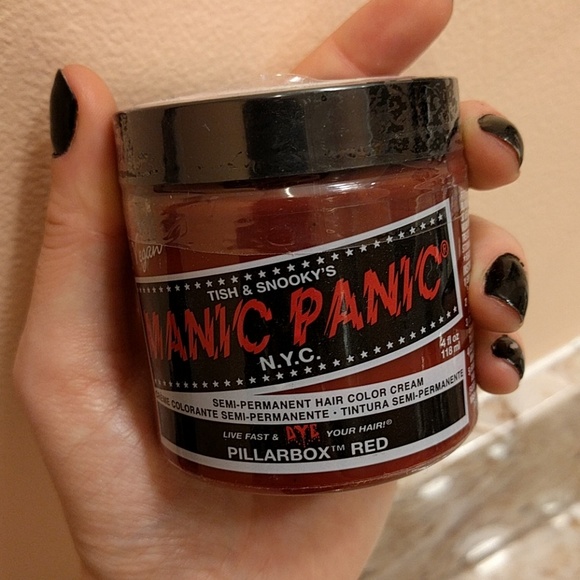 Vegan
TISH & SNOOKY'S
MANIC PANIC®
N.Y.C.
4 fl oz
118 ml
SEMI-PERMANENT HAIR COLOR CREAM
COLORANTE SEMI-PERMANENTE • TINTURA SEMI-PERMANENTE
LIVE FAST & DYE YOUR HAIR!®
PILLARBOX™ RED